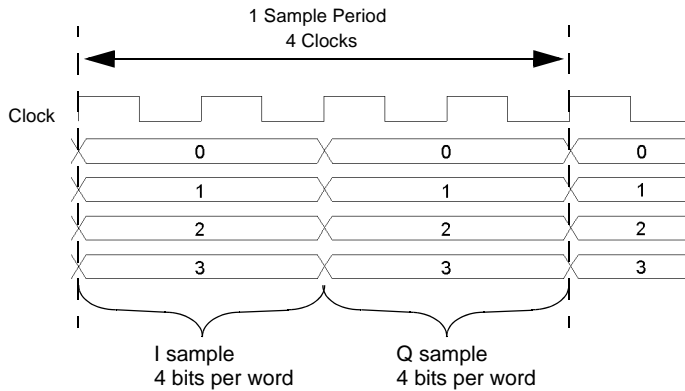 1 Sample Period
4 Clocks
Clock
0 0 0
1 1 1
2 2 2
3 3 3
I sample
4 bits per word
Q sample
4 bits per word